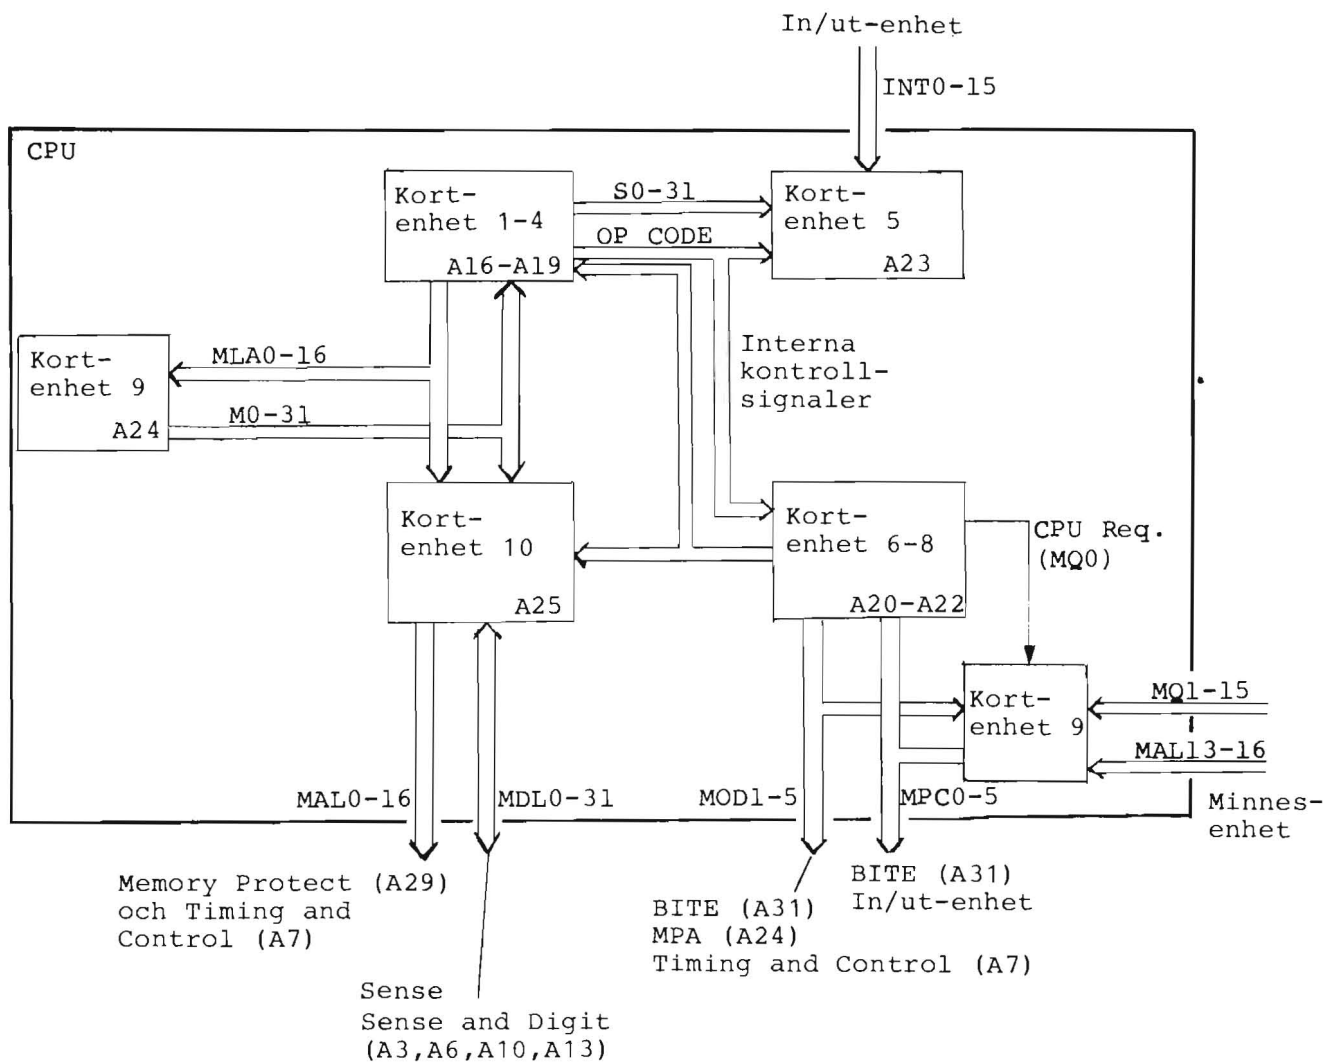 In/ut-enhet
INT0-15
CPU
Kort-
enhet 1-4
A16-A19
S0-31
OP CODE
Kort-
enhet 5
A23
Kort-
enhet 9
A24
MLA0-16
M0-31
Interna
kontroll-
signaler
Kort-
enhet 10
A25
Kort-
enhet 6-8
A20-A22
CPU Req.
(MQ0)
Kort-
enhet 9
MQ1-15
MAL13-16
Minnes-
enhet
MAL0-16
MDL0-31
MOD1-5
MPC0-5
Memory Protect (A29)
och Timing and
Control (A7)
BITE (A31)
In/ut-enhet
BITE (A31)
MPA (A24)
Timing and Control (A7)
Sense
Sense and Digit
(A3,A6,A10,A13)